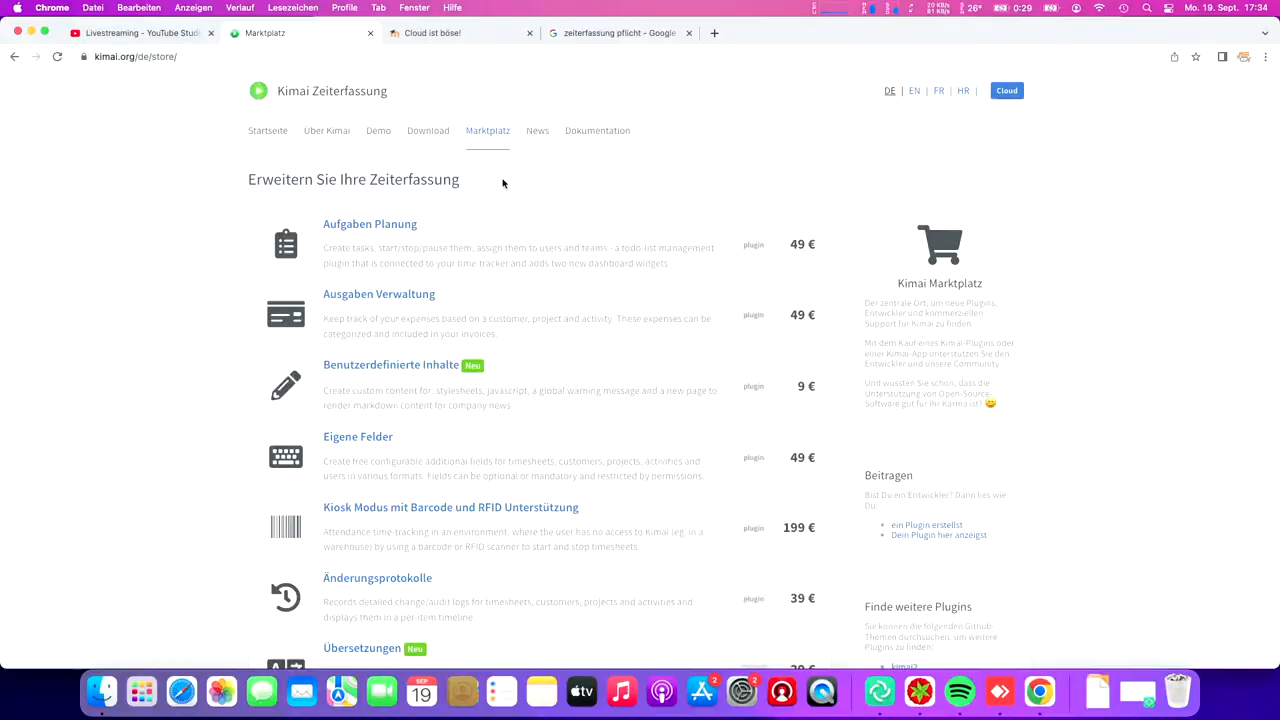 Chrome Ablage Bearbeiten Anzeigen Verlauf Lesezeichen Profile Tab Fenster Hilfe
26° 0:29 Mo. 19. Sept. 17:34
Livestreaming - YouTube Studi
Marktplatz
Cloud ist böse!
zeiterfassung pflicht - Google
kimai.org/de/store/
Kimai Zeiterfassung
DE | EN | FR | HR | Cloud
Startseite Über Kimai Demo Download Marktplatz News Dokumentation
Erweitern Sie Ihre Zeiterfassung
Aufgaben Planung
Create tasks, start/stop/pause them, assign them to users and teams - a todo-list management
plugin that is connected to your time tracker and adds two new dashboard widgets.
plugin 49 €
Ausgaben Verwaltung
Keep track of your expenses based on a customer, project and activity. These expenses can be
categorized and included in your invoices.
plugin 49 €
Benutzerdefinierte Inhalte Neu
Create custom content for: stylesheets, javascript, a global warning message and a new page to
render markdown content for company news
plugin 9 €
Eigene Felder
Create free configurable additional fields for timesheets, customers, projects, activities and
users in various formats. Fields can be optional or mandatory and restricted by permissions.
plugin 49 €
Kiosk Modus mit Barcode und RFID Unterstützung
Attendance time-tracking in an environment, where the user has no access to Kimai (eg. in a
warehouse) by using a barcode or RFID scanner to start and stop timesheets.
plugin 199 €
Änderungsprotokolle
Records detailed change/audit logs for timesheets, customers, projects and activities and
displays them in a per-item timeline
plugin 39 €
Übersetzungen Neu
Kimai Marktplatz
Der zentrale Ort, um neue Plugins,
Entwickler und kommerziellen
Support für Kimai zu finden
Mit dem Kauf eines Kimai-Plugins oder
einer Kimai-App unterstützen Sie den
Entwickler und unsere Community
Und wussten Sie schon, dass die
Unterstützung von Open-Source-
Software gut für Ihr Karma ist? 😄
Beitragen
Bist Du ein Entwickler? Dann lies wie
Du:
ein Plugin erstellst
Dein Plugin hier anzeigst
Finde weitere Plugins
Sie können die folgenden Github-
Themen durchsuchen, um weitere
Plugins zu finden:
kimai2
SEP
19
tv
2
2